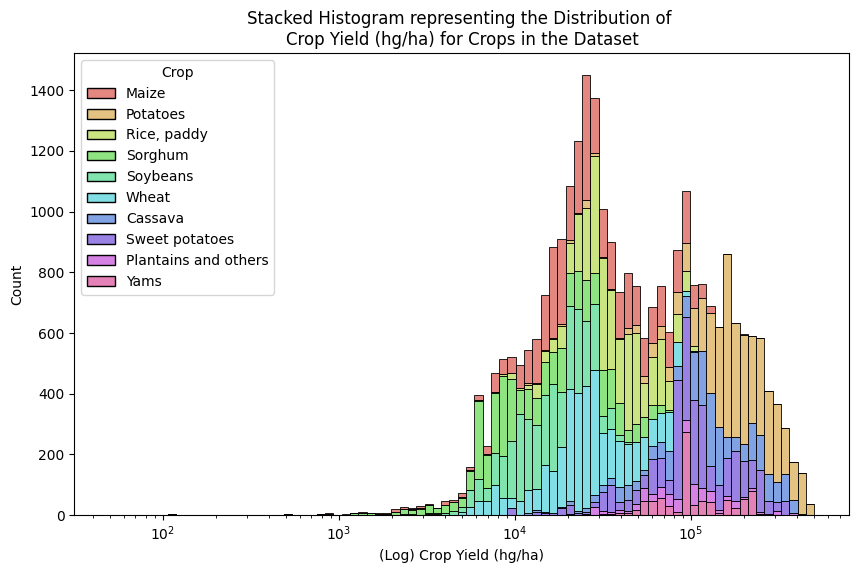 Stacked Histogram representing the Distribution of
Crop Yield (hg/ha) for Crops in the Dataset
Crop
Maize
Potatoes
Rice, paddy
Sorghum
Soybeans
Wheat
Cassava
Sweet potatoes
Plantains and others
Yams
Count
1400
1200
1000
800
600
400
200
0
10² 10³ 10⁴ 10⁵
(Log) Crop Yield (hg/ha)